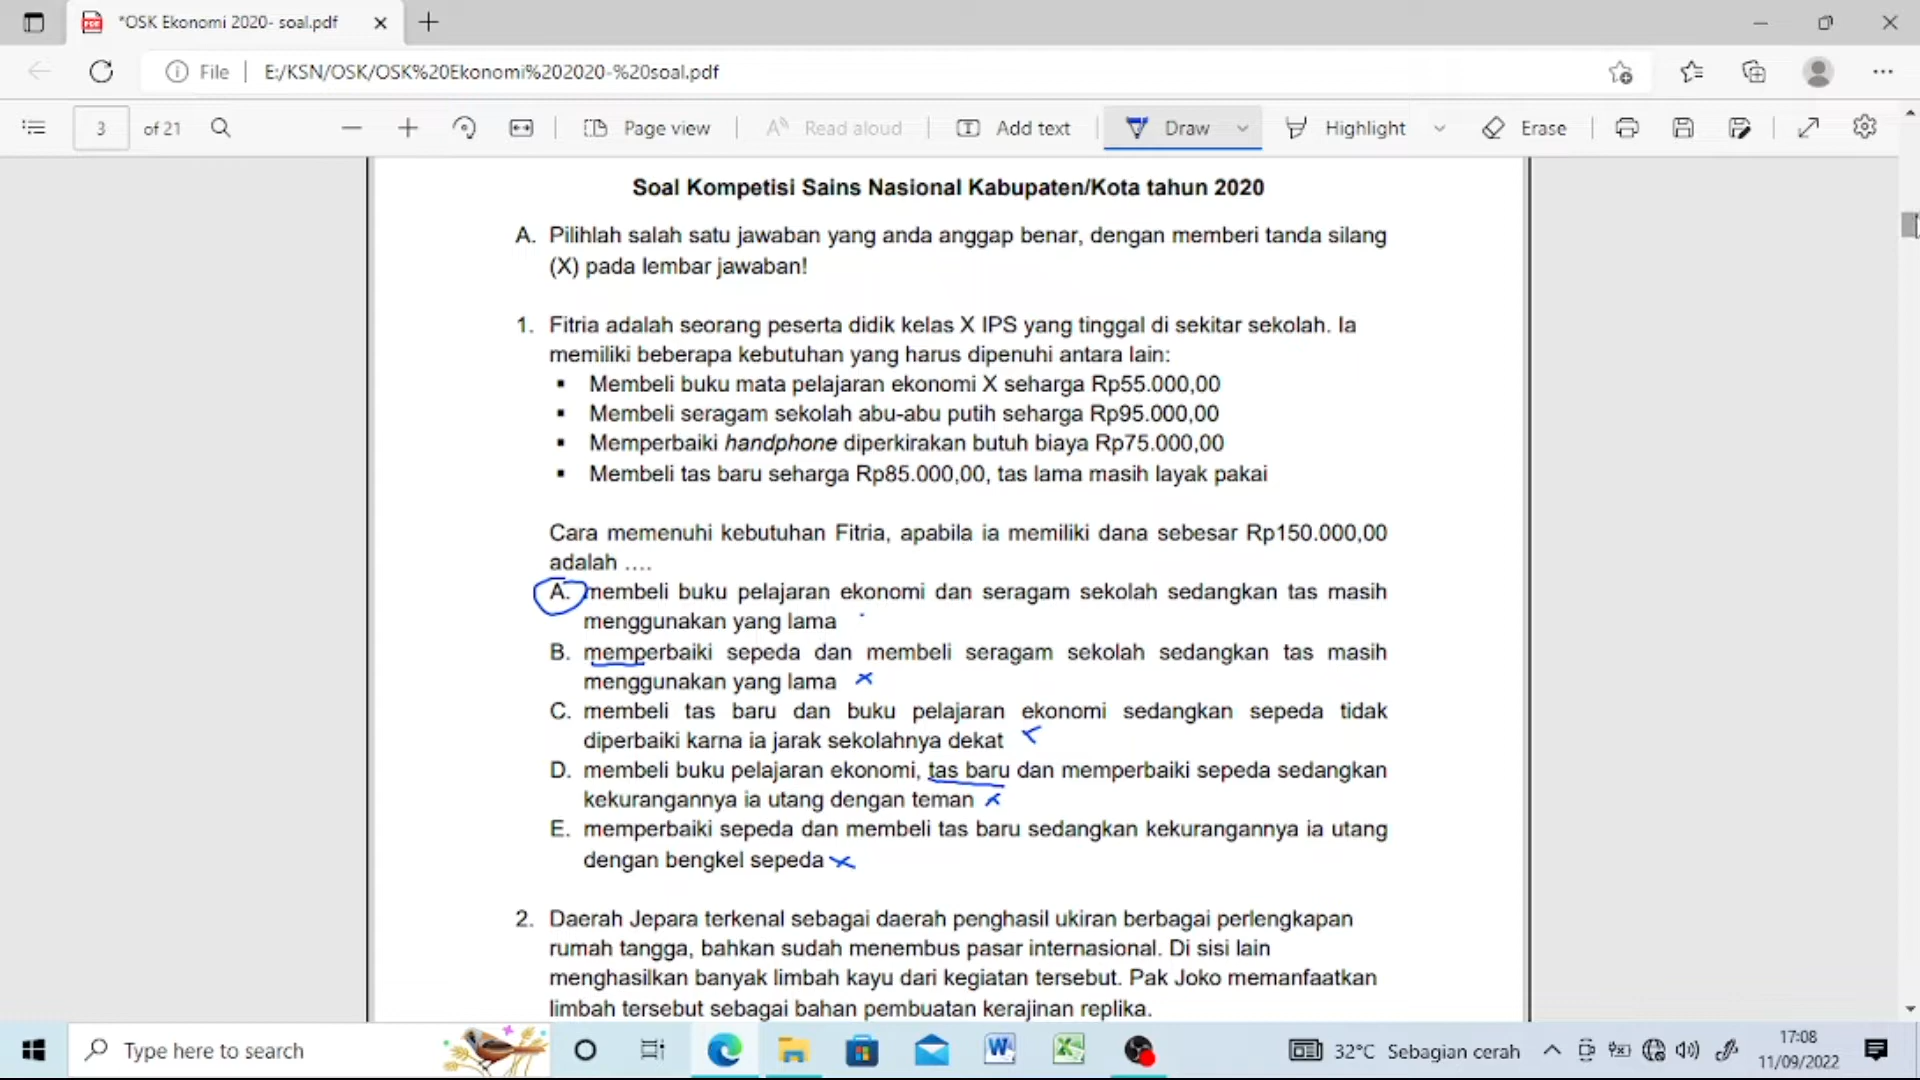 *OSK Ekonomi 2020- soal.pdf
File
E:/KSN/OSK/OSK%20Ekonomi%202020-%20soal.pdf
3 of 21
Page view
Read aloud
Add text
Draw
Highlight
Erase
Soal Kompetisi Sains Nasional Kabupaten/Kota tahun 2020
A. Pilihlah salah satu jawaban yang anda anggap benar, dengan memberi tanda silang
(X) pada lembar jawaban!
1. Fitria adalah seorang peserta didik kelas X IPS yang tinggal di sekitar sekolah. Ia
memiliki beberapa kebutuhan yang harus dipenuhi antara lain:
▪ Membeli buku mata pelajaran ekonomi X seharga Rp55.000,00
▪ Membeli seragam sekolah abu-abu putih seharga Rp95.000,00
▪ Memperbaiki handphone diperkirakan butuh biaya Rp75.000,00
▪ Membeli tas baru seharga Rp85.000,00, tas lama masih layak pakai
Cara memenuhi kebutuhan Fitria, apabila ia memiliki dana sebesar Rp150.000,00
adalah ....
A. membeli buku pelajaran ekonomi dan seragam sekolah sedangkan tas masih
menggunakan yang lama
B. memperbaiki sepeda dan membeli seragam sekolah sedangkan tas masih
menggunakan yang lama
C. membeli tas baru dan buku pelajaran ekonomi sedangkan sepeda tidak
diperbaiki karna ia jarak sekolahnya dekat
D. membeli buku pelajaran ekonomi, tas baru dan memperbaiki sepeda sedangkan
kekurangannya ia utang dengan teman
E. memperbaiki sepeda dan membeli tas baru sedangkan kekurangannya ia utang
dengan bengkel sepeda
2. Daerah Jepara terkenal sebagai daerah penghasil ukiran berbagai perlengkapan
rumah tangga, bahkan sudah menembus pasar internasional. Di sisi lain
menghasilkan banyak limbah kayu dari kegiatan tersebut. Pak Joko memanfaatkan
limbah tersebut sebagai bahan pembuatan kerajinan replika.
Type here to search
32°C Sebagian cerah
17:08
11/09/2022